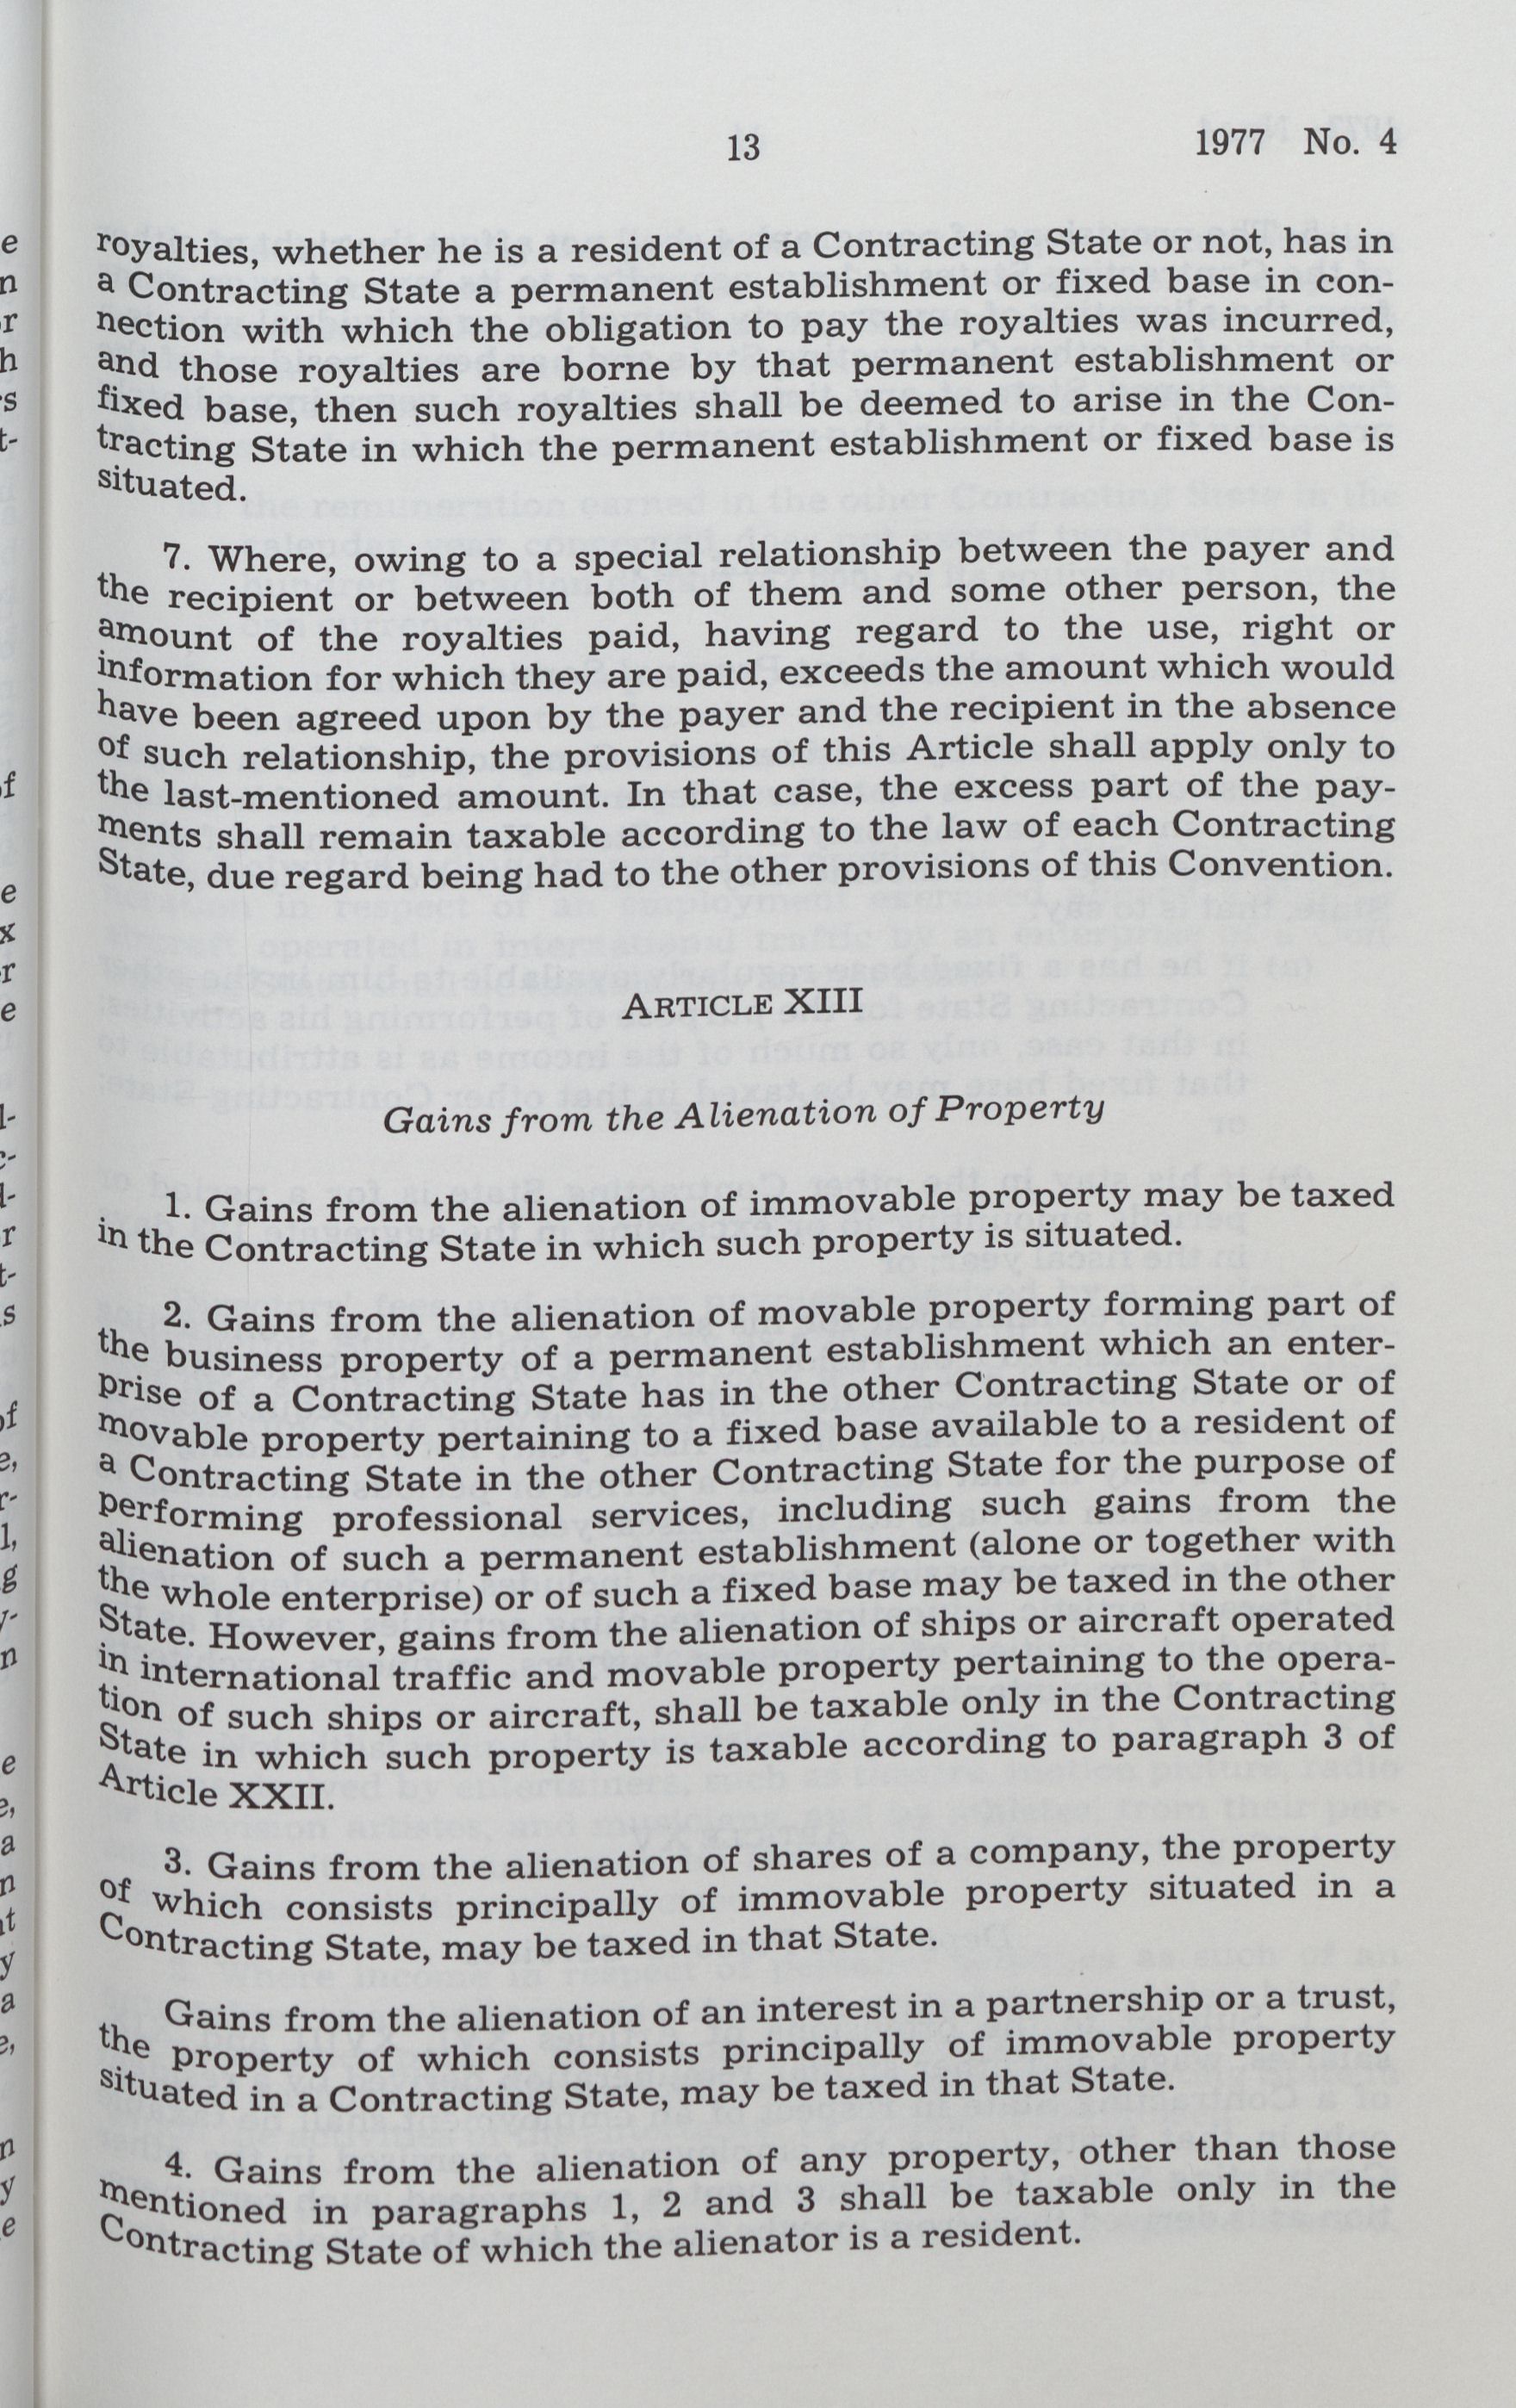 13
1977 No. 4
royalties, whether he is a resident of a Contracting State or not, has in
a Contracting State a permanent establishment or fixed base in con-
nection with which the obligation to pay the royalties was incurred,
and those royalties are borne by that permanent establishment or
fixed base, then such royalties shall be deemed to arise in the Con-
tracting State in which the permanent establishment or fixed base is
situated.
7. Where, owing to a special relationship between the payer and
the recipient or between both of them and some other person, the
amount of the royalties paid, having regard to the use, right or
information for which they are paid, exceeds the amount which would
have been agreed upon by the payer and the recipient in the absence
of such relationship, the provisions of this Article shall apply only to
the last-mentioned amount. In that case, the excess part of the pay-
ments shall remain taxable according to the law of each Contracting
State, due regard being had to the other provisions of this Convention.
ARTICLE XIII
Gains from the Alienation of Property
1. Gains from the alienation of immovable property may be taxed
in the Contracting State in which such property is situated.
2. Gains from the alienation of movable property forming part of
the business property of a permanent establishment which an enter-
prise of a Contracting State has in the other Contracting State or of
movable property pertaining to a fixed base available to a resident of
a Contracting State in the other Contracting State for the purpose of
performing professional services, including such gains from the
alienation of such a permanent establishment (alone or together with
the whole enterprise) or of such a fixed base may be taxed in the other
State. However, gains from the alienation of ships or aircraft operated
in international traffic and movable property pertaining to the opera-
tion of such ships or aircraft, shall be taxable only in the Contracting
State in which such property is taxable according to paragraph 3 of
Article XXII.
3. Gains from the alienation of shares of a company, the property
of which consists principally of immovable property situated in a
Contracting State, may be taxed in that State.
Gains from the alienation of an interest in a partnership or a trust,
the property of which consists principally of immovable property
situated in a Contracting State, may be taxed in that State.
4. Gains from the alienation of any property, other than those
mentioned in paragraphs 1, 2 and 3 shall be taxable only in the
Contracting State of which the alienator is a resident.